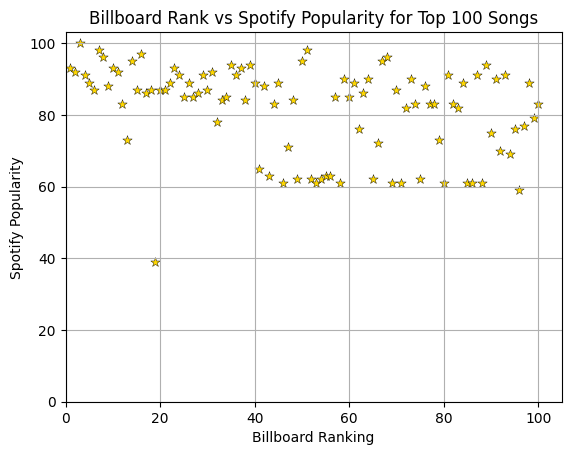 Billboard Rank vs Spotify Popularity for Top 100 Songs
100
80
60
40
20
0
Spotify Popularity
0 20 40 60 80 100
Billboard Ranking